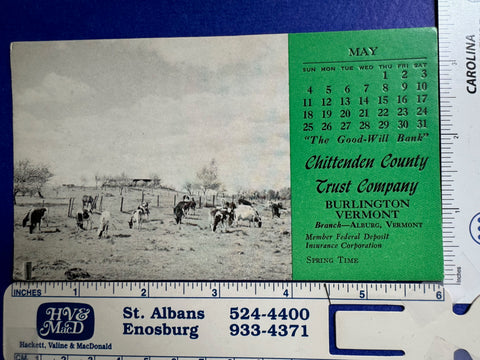 MAY
SUN MON TUE WED THU FRI SAT
1 2 3
4 5 6 7 8 9 10
11 12 13 14 15 16 17
18 19 20 21 22 23 24
25 26 27 28 29 30 31
"The Good-Will Bank"
Chittenden County
Trust Company
BURLINGTON
VERMONT
Branch—ALBURG, VERMONT
Member Federal Deposit
Insurance Corporation
SPRING TIME
CAROLINA
INCHES
INCHES 1 2 3 4 5 6
HV&MacD
St. Albans 524-4400
Enosburg 933-4371
Hackett, Valine & MacDonald
CM